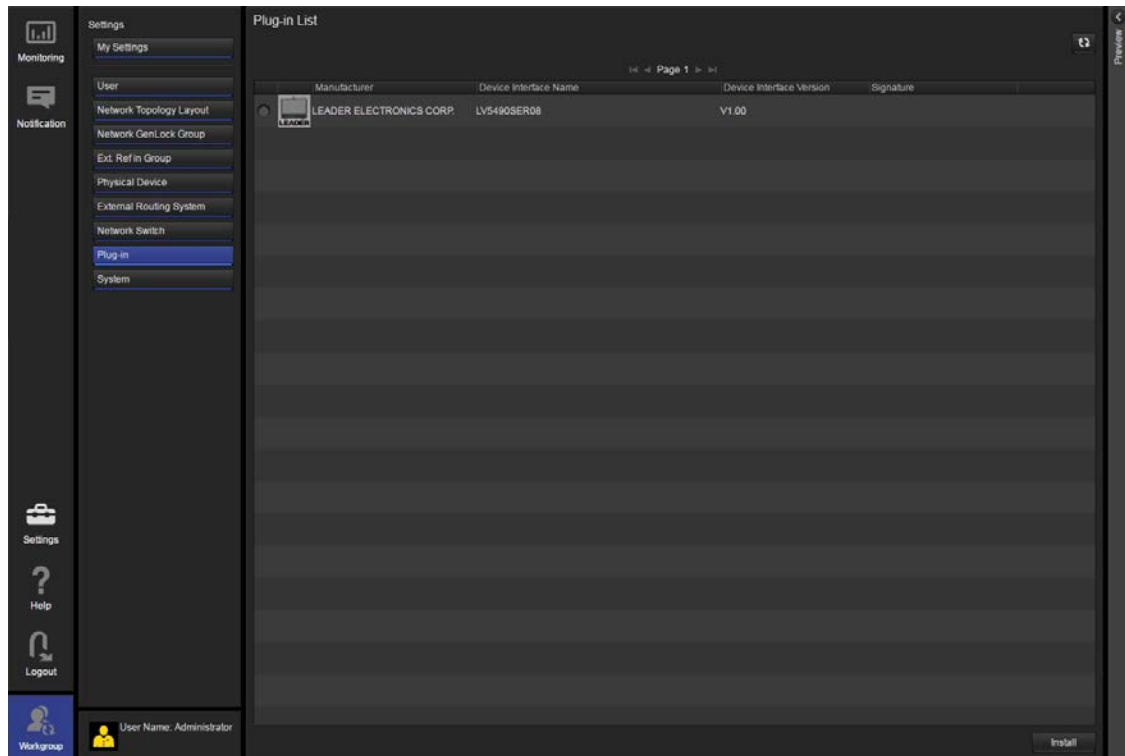 Monitoring
Notification
Settings
Help
Logout
Workgroup
Settings
My Settings
User
Network Topology Layout
Network GenLock Group
Ext. Ref in Group
Physical Device
External Routing System
Network Switch
Plug-in
System
User Name: Administrator
Plug-in List
Page 1
Manufacturer Device Interface Name Device Interface Version Signature
LEADER
LEADER ELECTRONICS CORP. LV5490SER08 V1.00
Install
Preview